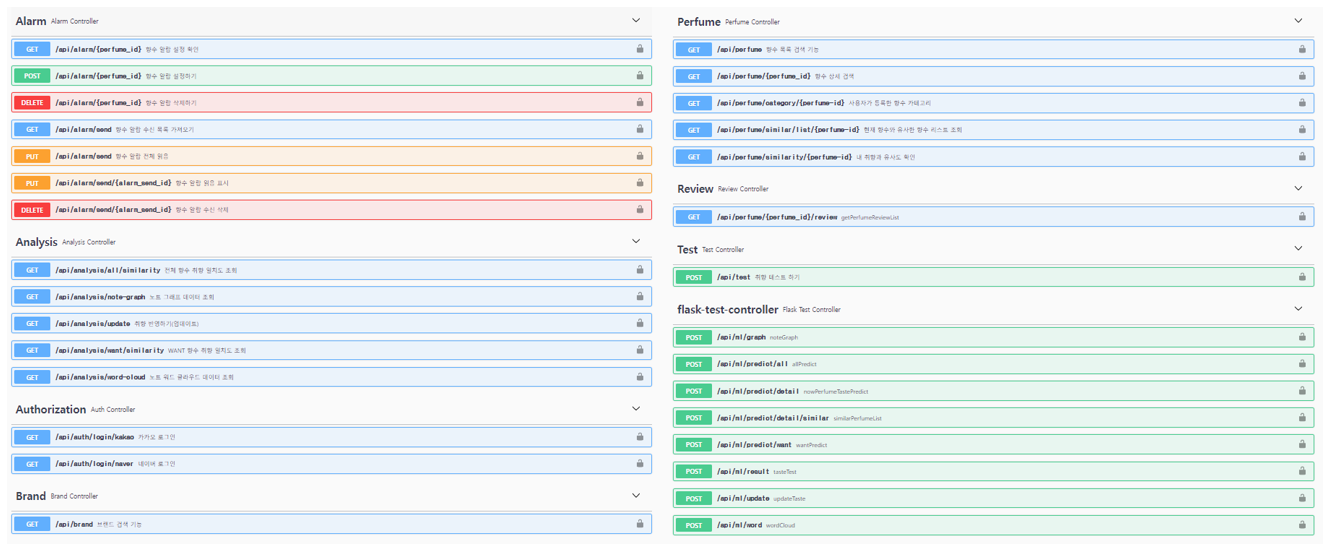 Alarm Alarm Controller
GET /api/alarm/{perfume_id} 향수 알람 설정 확인
POST /api/alarm/{perfume_id} 향수 알람 설정하기
DELETE /api/alarm/{perfume_id} 향수 알람 삭제하기
GET /api/alarm/send 향수 알람 수신 목록 가져오기
PUT /api/alarm/send 향수 알람 전체 읽음
PUT /api/alarm/send/{alarm_send_id} 향수 알람 읽음 표시
DELETE /api/alarm/send/{alarm_send_id} 향수 알람 수신 삭제
Analysis Analysis Controller
GET /api/analysis/all/similarity 전체 향수 취향 일치도 조회
GET /api/analysis/note-graph 노트 그래프 데이터 조회
GET /api/analysis/update 취향 반영하기(업데이트)
GET /api/analysis/want/similarity WANT 향수 취향 일치도 조회
GET /api/analysis/word-cloud 노트 워드 클라우드 데이터 조회
Authorization Auth Controller
GET /api/auth/login/kakao 카카오 로그인
GET /api/auth/login/naver 네이버 로그인
Brand Brand Controller
GET /api/brand 브랜드 검색 기능
Perfume Perfume Controller
GET /api/perfume 향수 목록 검색 기능
GET /api/perfume/{perfume_id} 향수 상세 검색
GET /api/perfume/category/{perfume-id} 사용자가 등록한 향수 카테고리
GET /api/perfume/similar/list/{perfume-id} 현재 향수와 유사한 향수 리스트 조회
GET /api/perfume/similarity/{perfume-id} 내 취향과 유사도 확인
Review Review Controller
GET /api/perfume/{perfume_id}/review getPerfumeReviewList
Test Test Controller
POST /api/test 취향 테스트 하기
flask-test-controller Flask Test Controller
POST /api/nl/graph noteGraph
POST /api/nl/predict/all allPredict
POST /api/nl/predict/detail nowPerfumeTastePredict
POST /api/nl/predict/detail/similar similarPerfumeList
POST /api/nl/predict/want wantPredict
POST /api/nl/result tasteTest
POST /api/nl/update updateTaste
POST /api/nl/word wordCloud